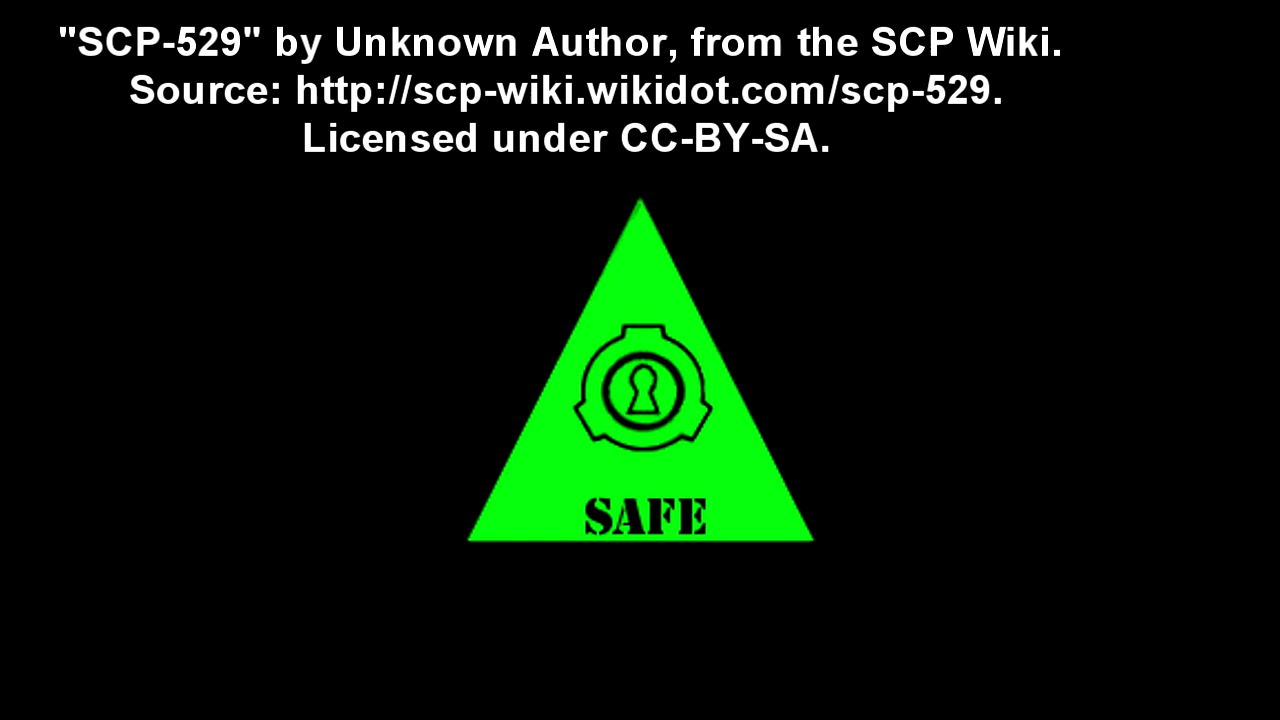 "SCP-529" by Unknown Author, from the SCP Wiki.
Source: http://scp-wiki.wikidot.com/scp-529.
Licensed under CC-BY-SA.
SAFE